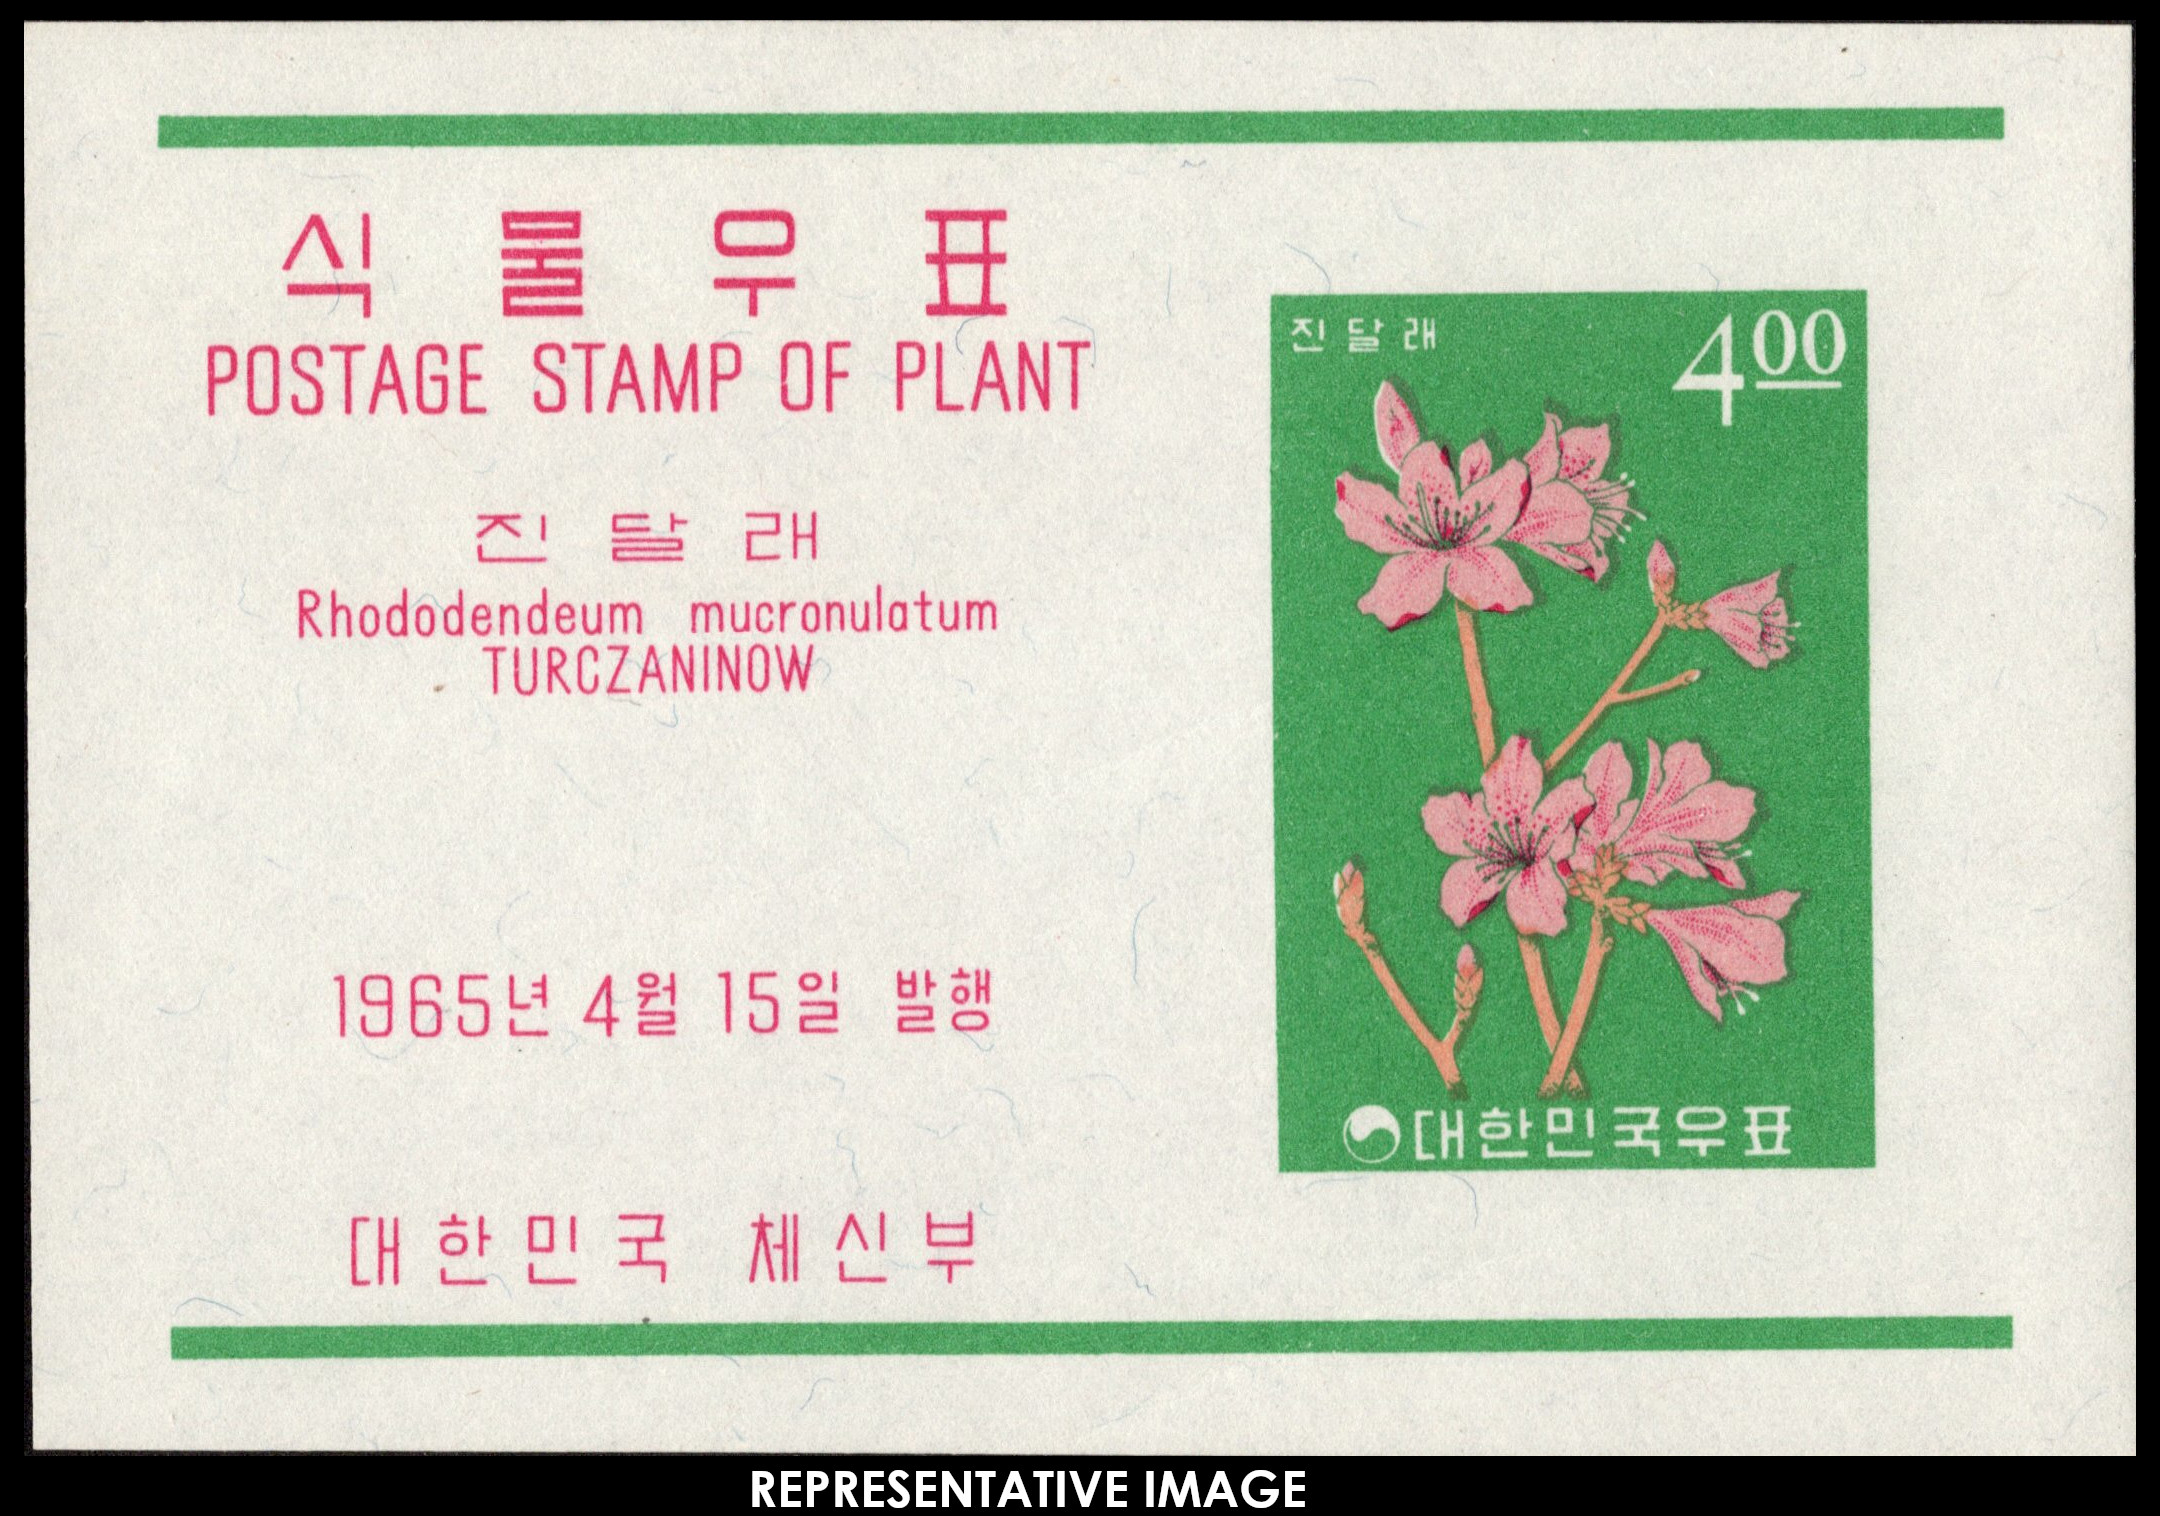 식물우표
POSTAGE STAMP OF PLANT
진달래
Rhododendeum mucronulatum
TURCZANINOW
1965년 4월 15일 발행
대한민국 체신부
진달래
400
대한민국우표
REPRESENTATIVE IMAGE